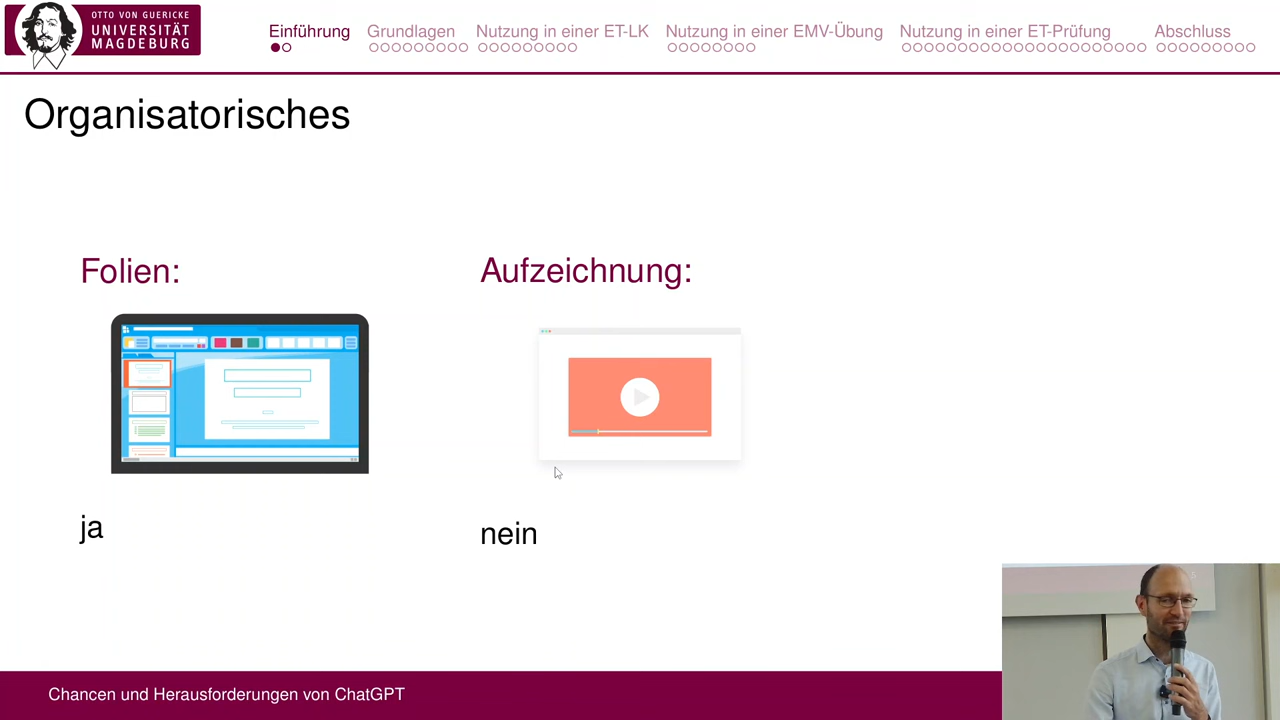 OTTO VON GUERICKE
UNIVERSITÄT
MAGDEBURG
Einführung
Grundlagen
Nutzung in einer ET-LK
Nutzung in einer EMV-Übung
Nutzung in einer ET-Prüfung
Abschluss
Organisatorisches
Folien:
Aufzeichnung:
ja
nein
Chancen und Herausforderungen von ChatGPT